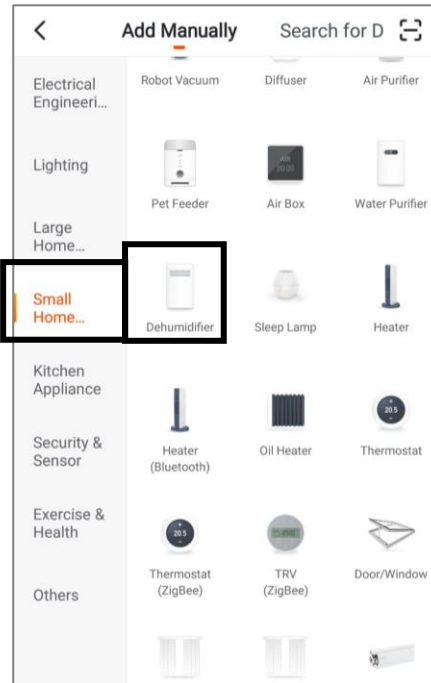 Add Manually Search for D
Electrical
Engineeri...
Lighting
Large
Home...
Small
Home...
Kitchen
Appliance
Security &
Sensor
Exercise &
Health
Others
Robot Vacuum Diffuser Air Purifier
Pet Feeder Air Box Water Purifier
Dehumidifier Sleep Lamp Heater
Heater
(Bluetooth)
Oil Heater
20.5
Thermostat
20.5
Thermostat
(ZigBee)
TRV
(ZigBee)
Door/Window